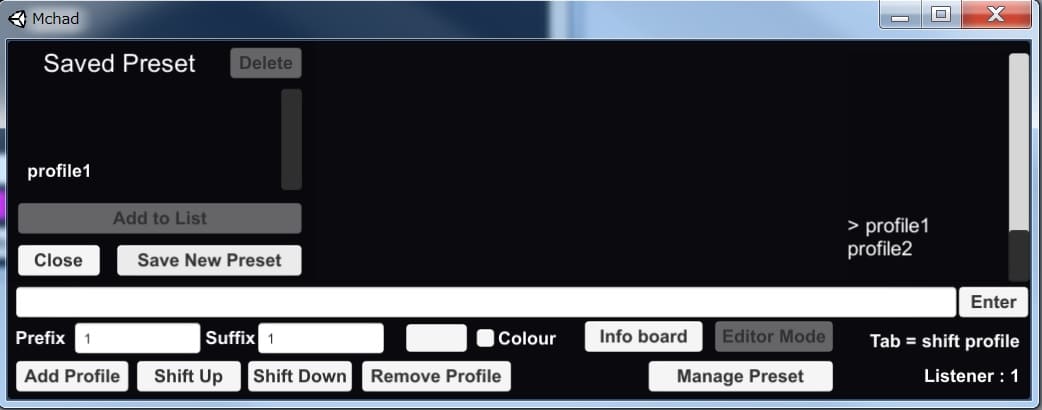 Mchad
Saved Preset
Delete
profile1
Add to List
Close
Save New Preset
> profile1
profile2
Enter
Prefix 1 Suffix 1 Colour Info board Editor Mode Tab = shift profile
Add Profile Shift Up Shift Down Remove Profile Manage Preset Listener : 1